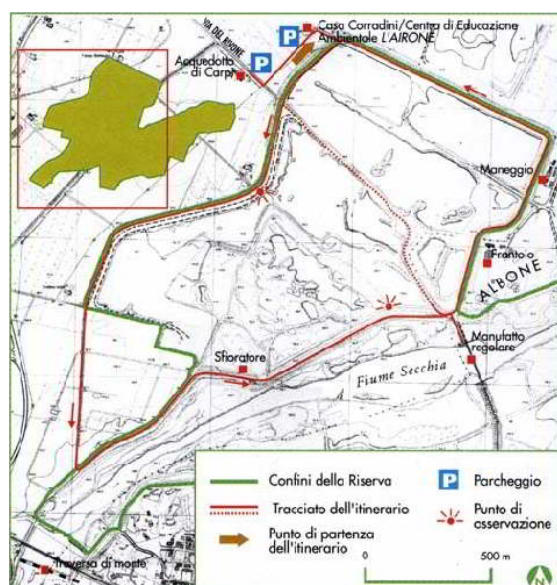 Casa Corradini/Centro di Educazione
Ambientale L'AIRONE
VIA DEL RISONE
P
P
Acquedotto
di Carpi
Maneggio
Frantoio
ALBONE
Manufatto
regolare
Sfioratore
Fiume Secchia
Traversa di monte
Confini della Riserva
Tracciato dell'itinerario
Punto di partenza
dell'itinerario
P
Parcheggio
Punto di
osservazione
0
500 m